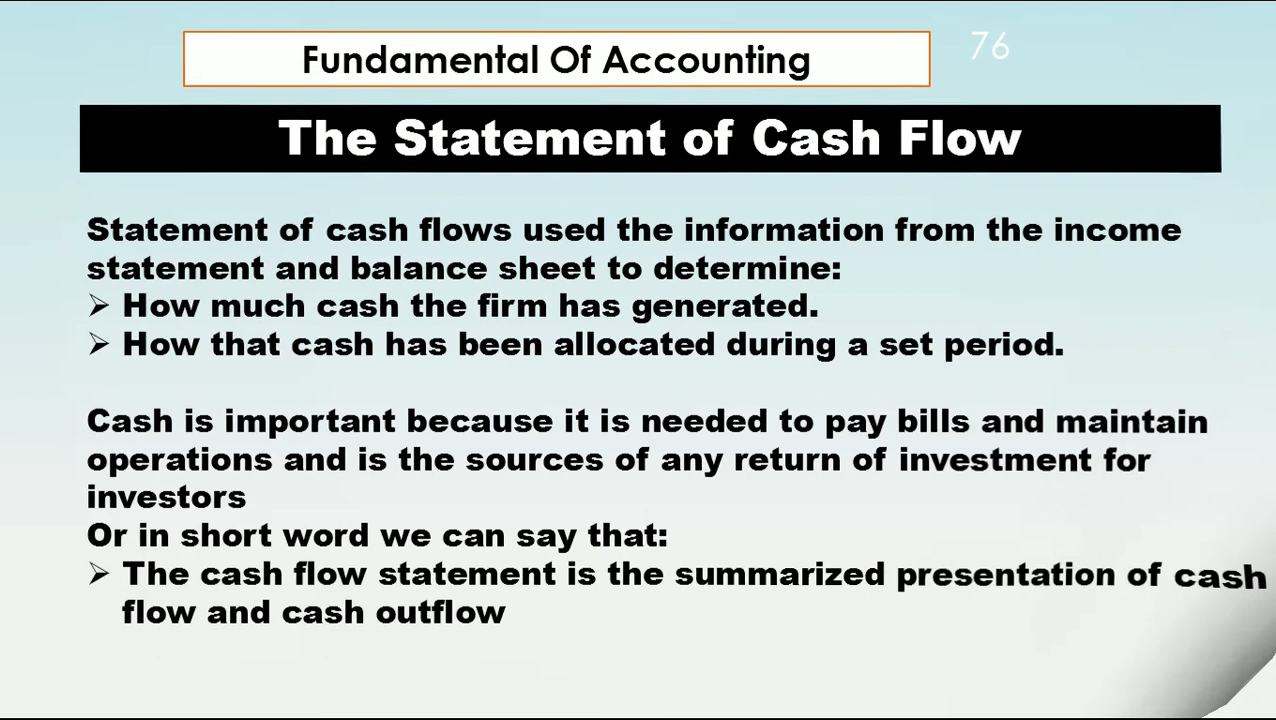 Fundamental Of Accounting
76
The Statement of Cash Flow
Statement of cash flows used the information from the income
statement and balance sheet to determine:
➢ How much cash the firm has generated.
➢ How that cash has been allocated during a set period.
Cash is important because it is needed to pay bills and maintain
operations and is the sources of any return of investment for
investors
Or in short word we can say that:
➢ The cash flow statement is the summarized presentation of cash
flow and cash outflow